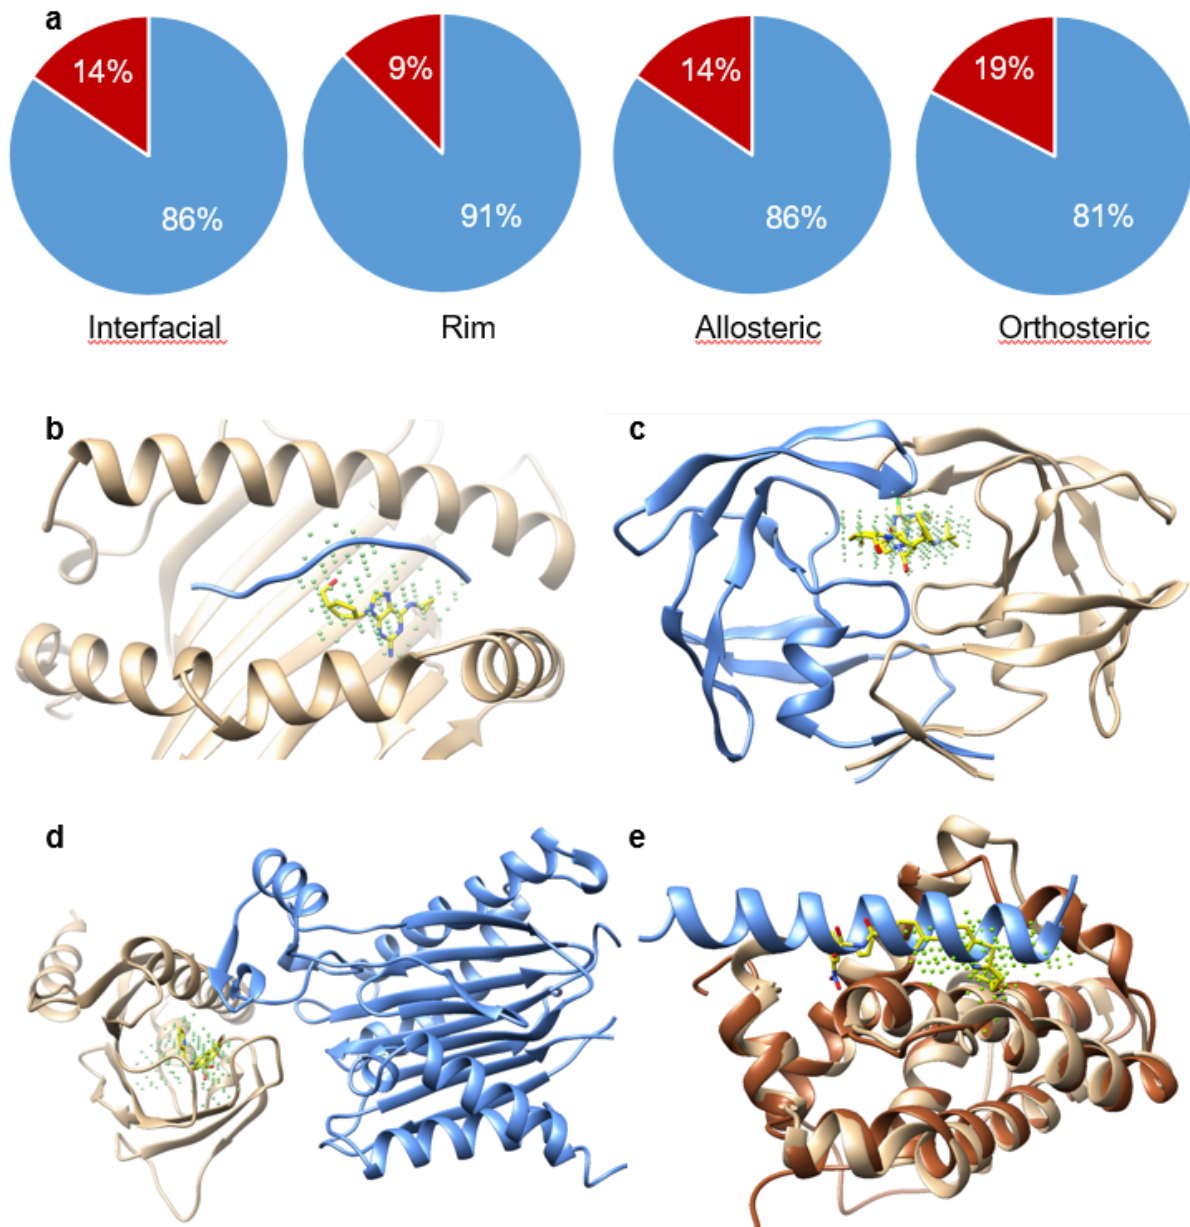 a
14%
86%
9%
91%
14%
86%
19%
81%
Interfacial
Rim
Allosteric
Orthosteric
b
c
d
e